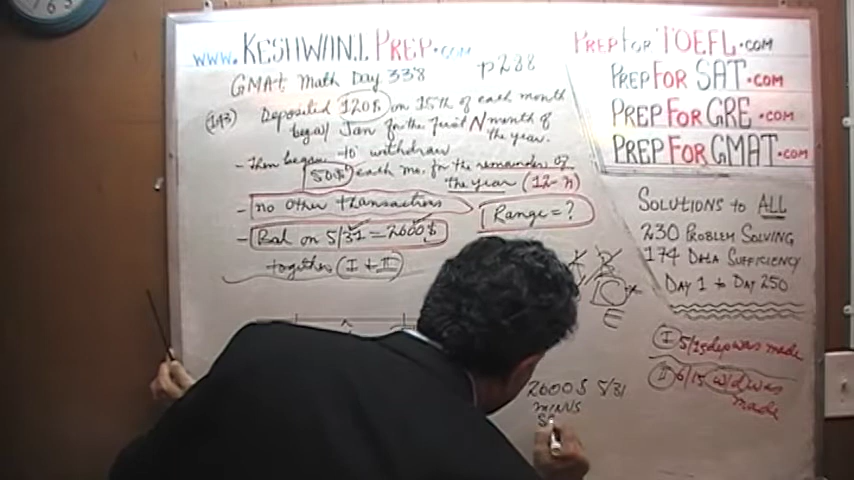 www.KESHWANI PREP.com
GMAT Math Day 338 p288
(143) Deposited 120$ on 15th of each month
beg of Jan for the first N month of
the year.
- Then began to withdraw
50$ each mo. for the remainder of
the year (12-n)
- no other transactions
Range = ?
- Bal on 5/31 = 2600$
together (I + II)
A B
C
E
2600$ 5/31
MINUS
PREP for TOEFL.com
PREP FOR SAT.com
PREP FOR GRE.com
PREP FOR GMAT.com
SOLUTIONS to ALL
230 PROBLEM SOLVING
174 DATA SUFFICIENCY
DAY 1 to DAY 250
I 5/15 dep was made
II 6/15 w/d was
made